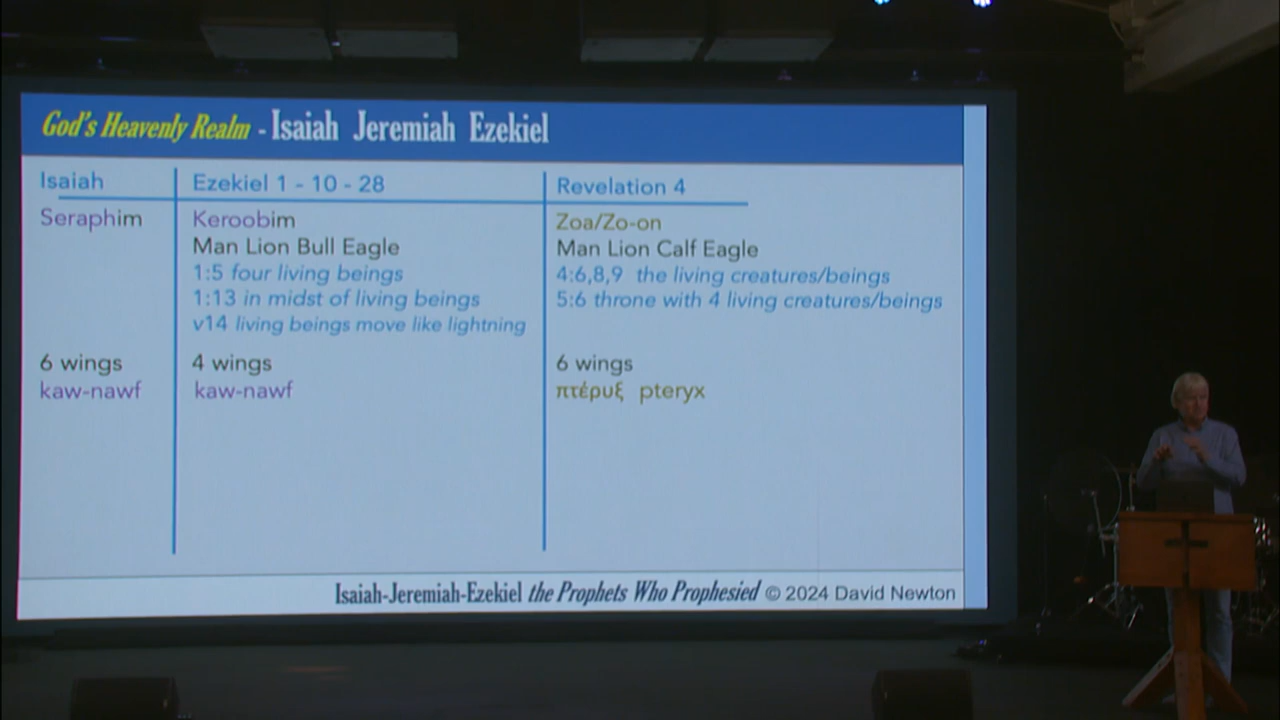 God's Heavenly Realm - Isaiah Jeremiah Ezekiel
Isaiah
Ezekiel 1 - 10 - 28
Revelation 4
Seraphim
Keroobim
Zoa/Zo-on
Man Lion Bull Eagle
Man Lion Calf Eagle
1:5 four living beings
4:6,8,9 the living creatures/beings
1:13 in midst of living beings
5:6 throne with 4 living creatures/beings
v14 living beings move like lightning
6 wings
4 wings
6 wings
kaw-nawf
kaw-nawf
πτέρυξ pteryx
Isaiah-Jeremiah-Ezekiel the Prophets Who Prophesied © 2024 David Newton